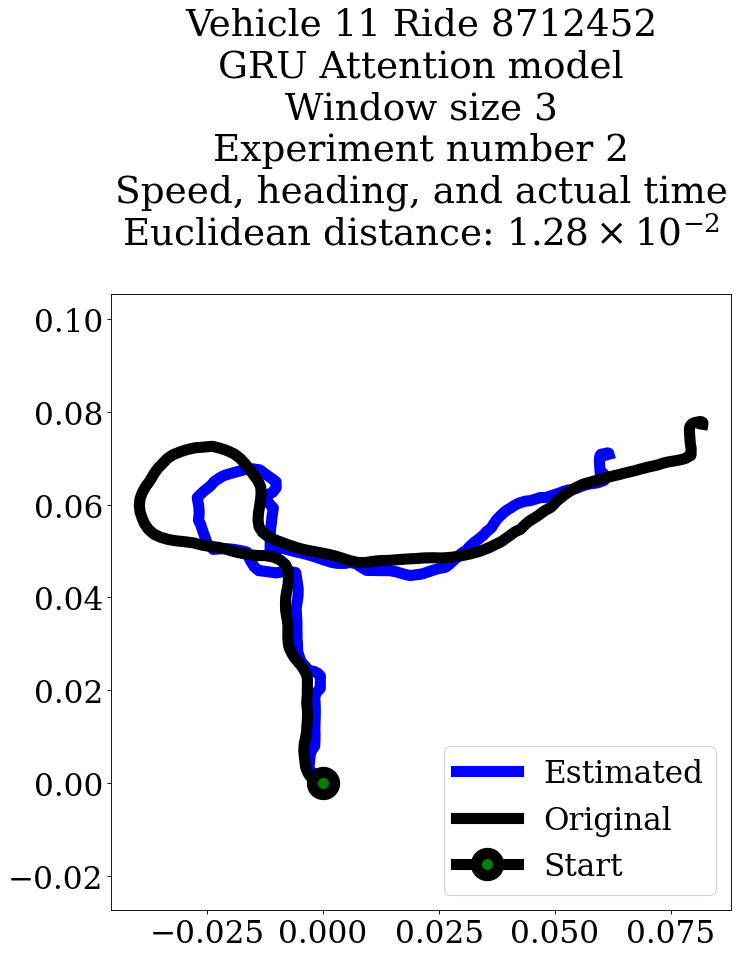 Vehicle 11 Ride 8712452
GRU Attention model
Window size 3
Experiment number 2
Speed, heading, and actual time
Euclidean distance: 1.28 × 10⁻²
0.10
0.08
0.06
0.04
0.02
0.00
−0.02
Estimated
Original
Start
−0.025 0.000 0.025 0.050 0.075